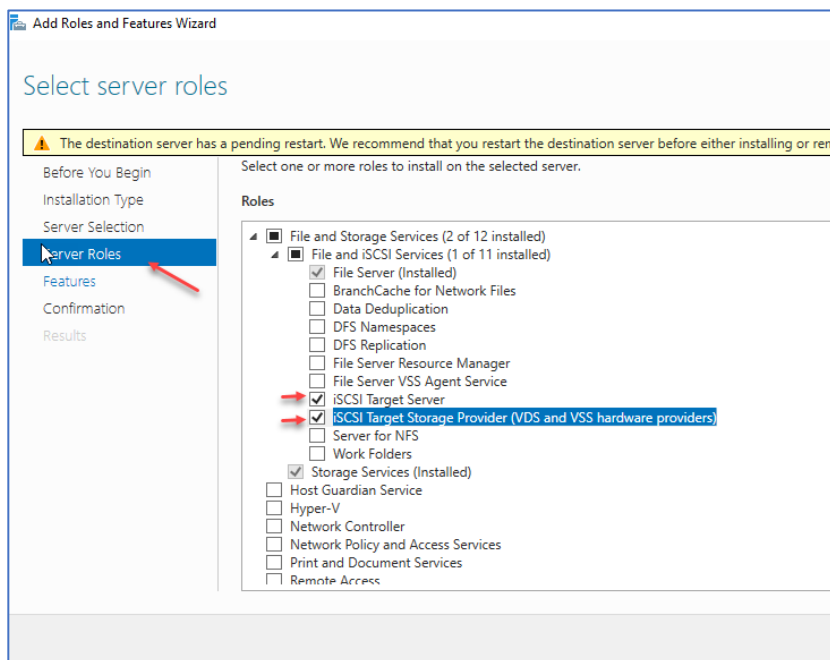 Add Roles and Features Wizard
Select server roles
The destination server has a pending restart. We recommend that you restart the destination server before either installing or
Before You Begin
Installation Type
Server Selection
Server Roles
Features
Confirmation
Results
Select one or more roles to install on the selected server.
Roles
File and Storage Services (2 of 12 installed)
File and iSCSI Services (1 of 11 installed)
File Server (Installed)
BranchCache for Network Files
Data Deduplication
DFS Namespaces
DFS Replication
File Server Resource Manager
File Server VSS Agent Service
iSCSI Target Server
iSCSI Target Storage Provider (VDS and VSS hardware providers)
Server for NFS
Work Folders
Storage Services (Installed)
Host Guardian Service
Hyper-V
Network Controller
Network Policy and Access Services
Print and Document Services
Remote Access